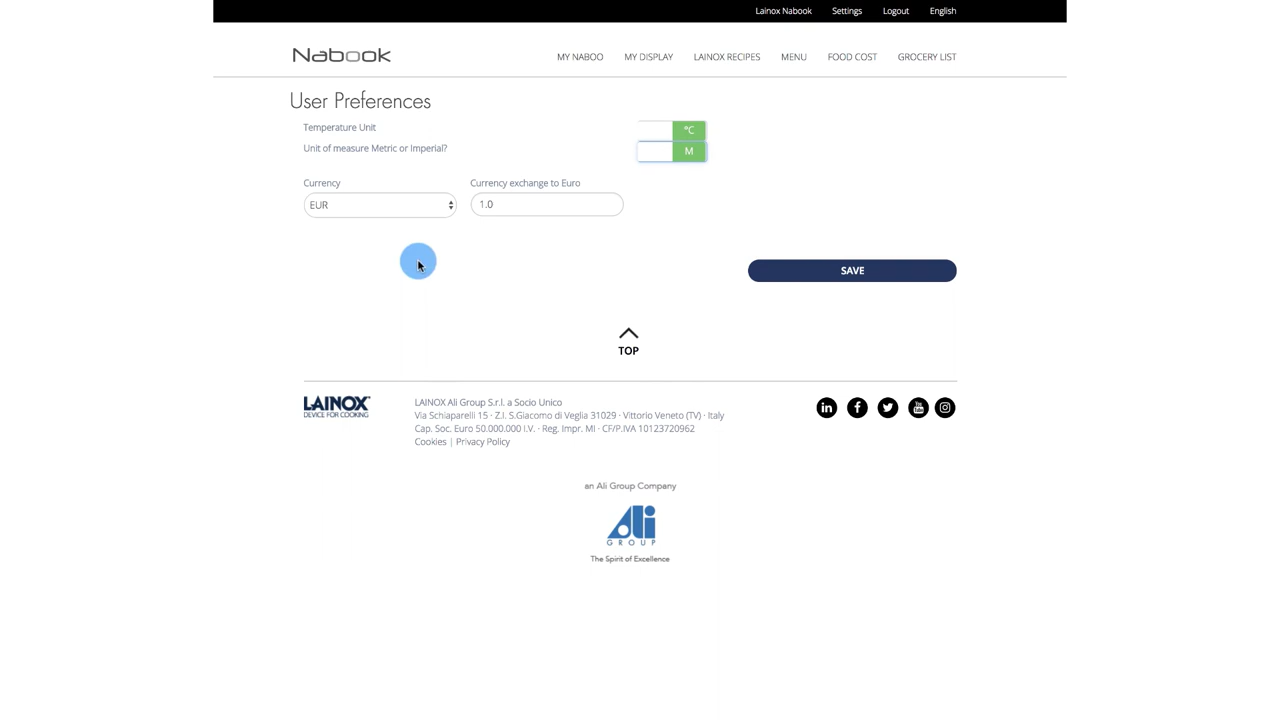 Lainox Nabook Settings Logout English
Nabook MY NABOO MY DISPLAY LAINOX RECIPES MENU FOOD COST GROCERY LIST
User Preferences
Temperature Unit °C
Unit of measure Metric or Imperial? M
Currency Currency exchange to Euro
EUR 1.0
SAVE
TOP
LAINOX
DEVICE FOR COOKING
LAINOX Ali Group S.r.l. a Socio Unico
Via Schiaparelli 15 · Z.I. S.Giacomo di Veglia 31029 · Vittorio Veneto (TV) · Italy
Cap. Soc. Euro 50.000.000 I.V. · Reg. Impr. MI · CF/P.IVA 10123720962
Cookies | Privacy Policy
in f You Tube
an Ali Group Company
Ali
GROUP
The Spirit of Excellence